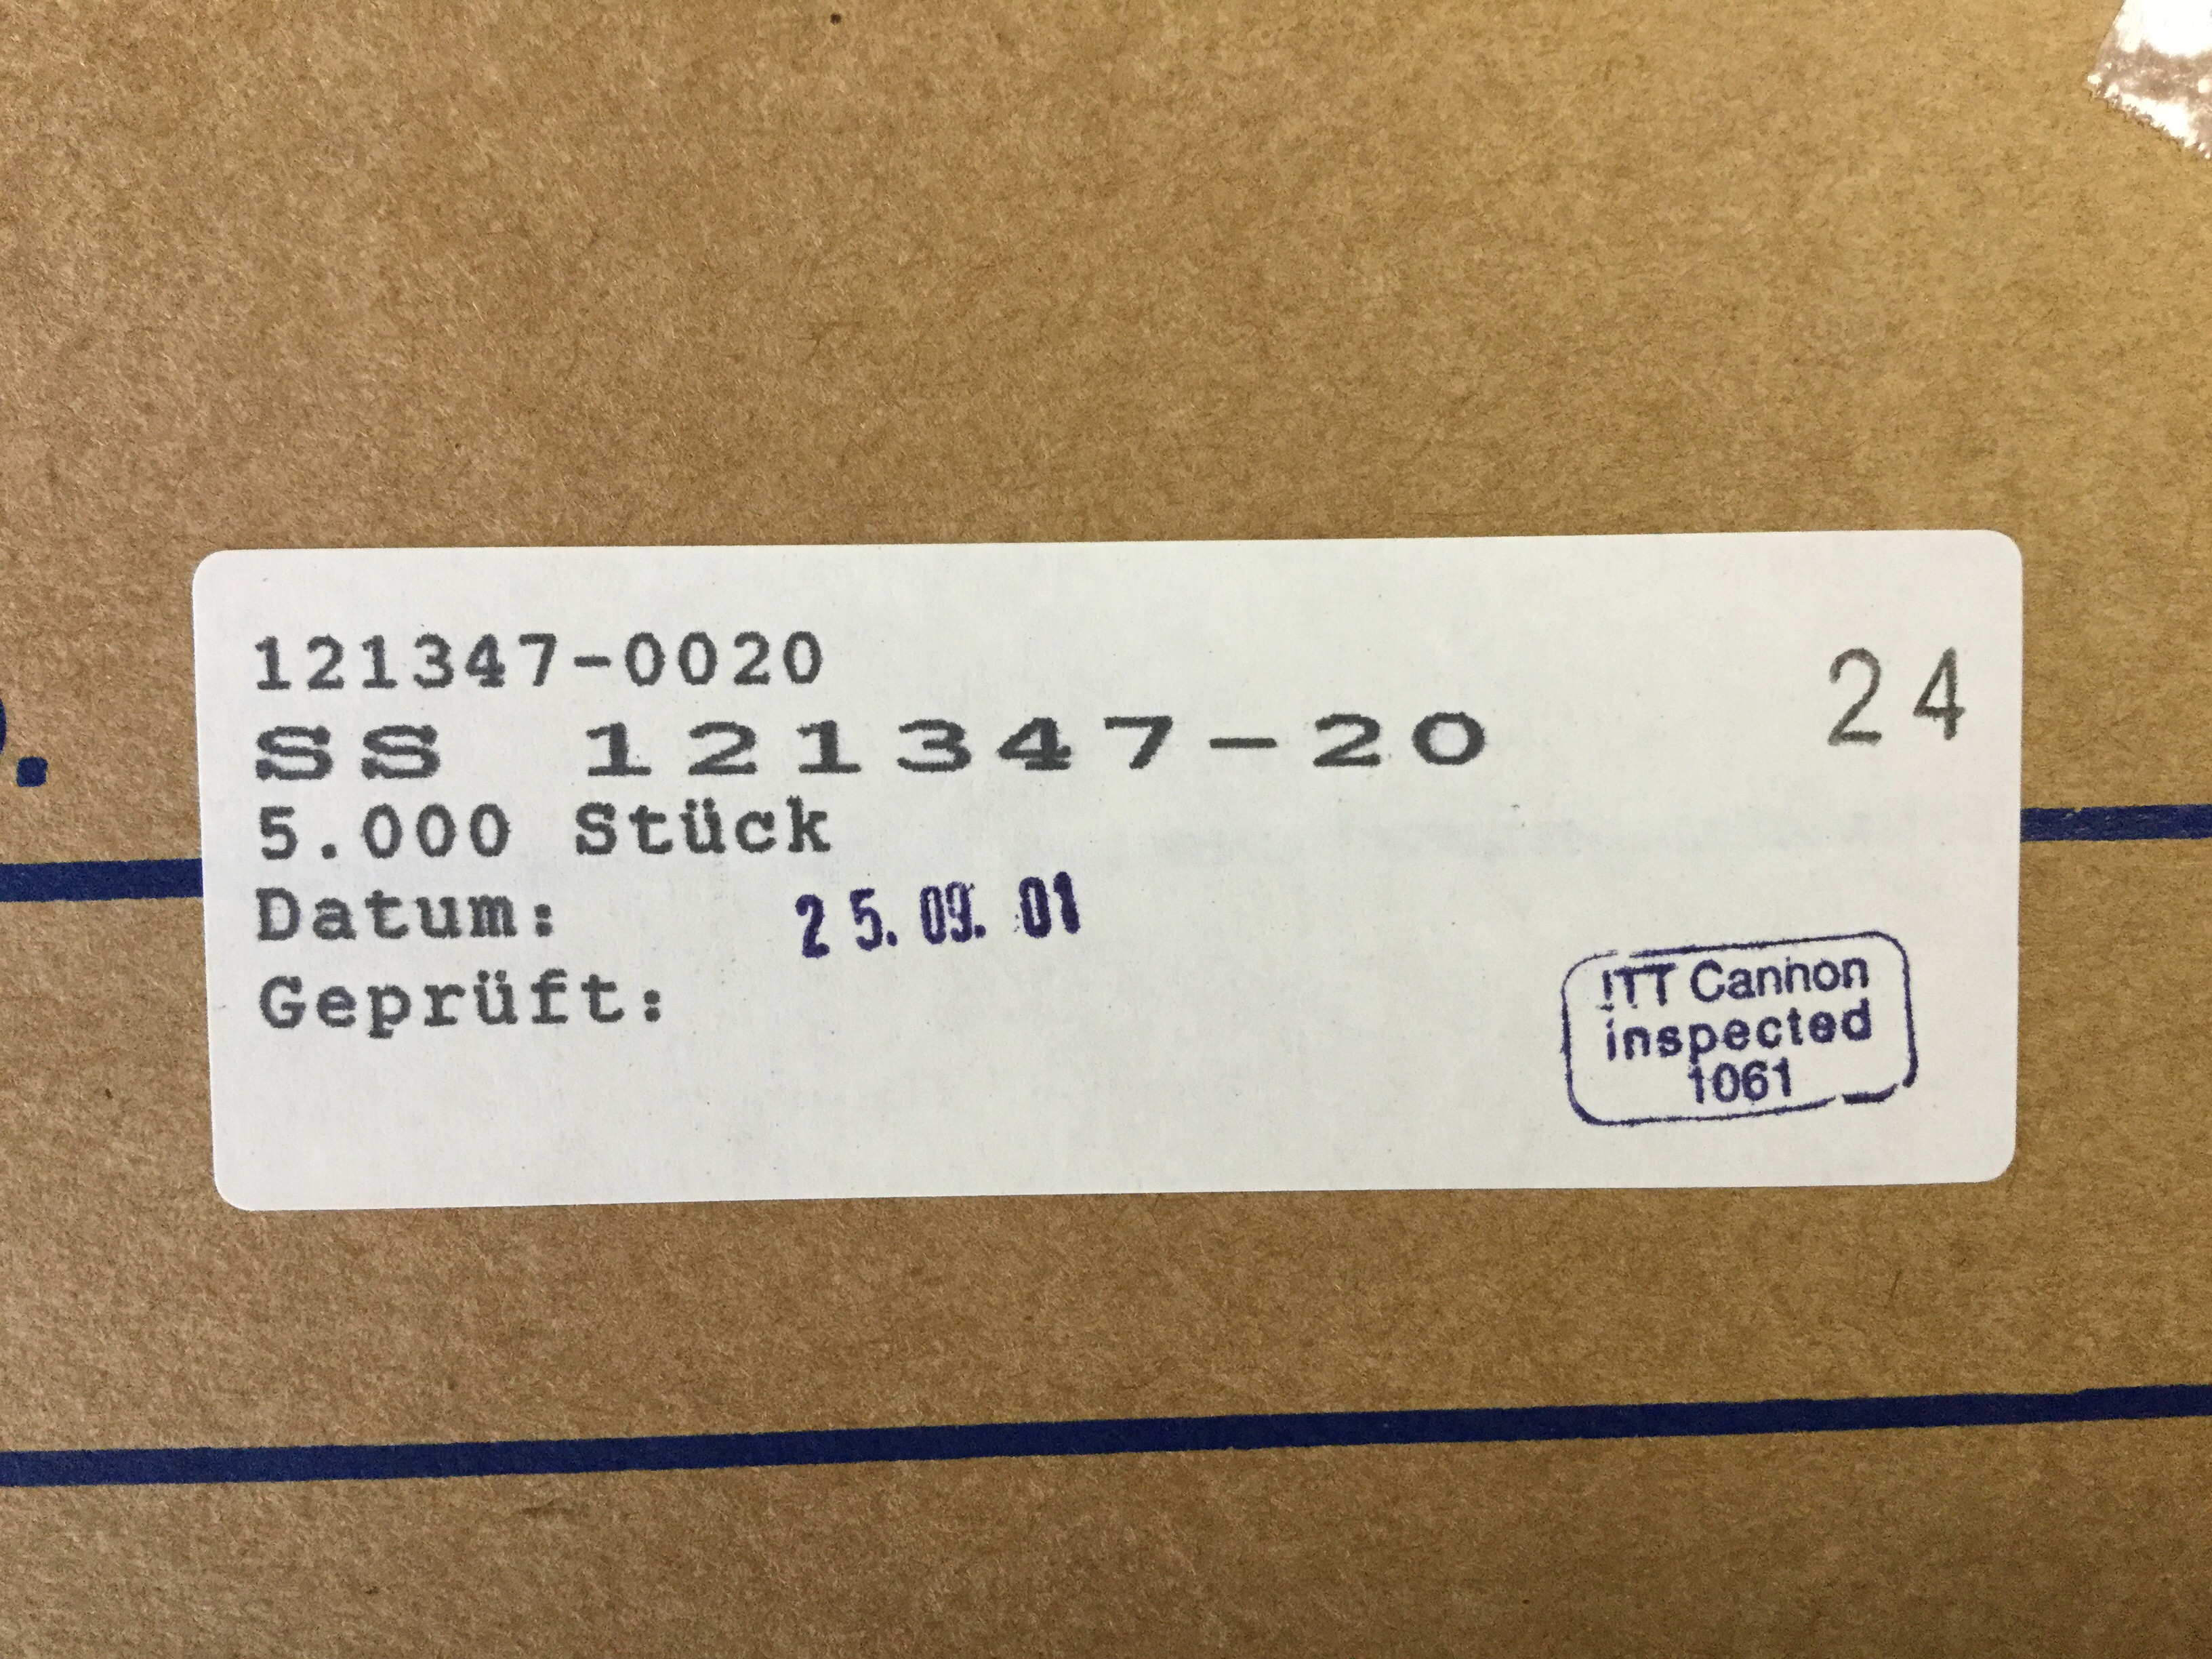 121347-0020
24
SS 121347-20
5.000 Stück
Datum: 25.09.01
Geprüft:
ITT Cannon
inspected
1061